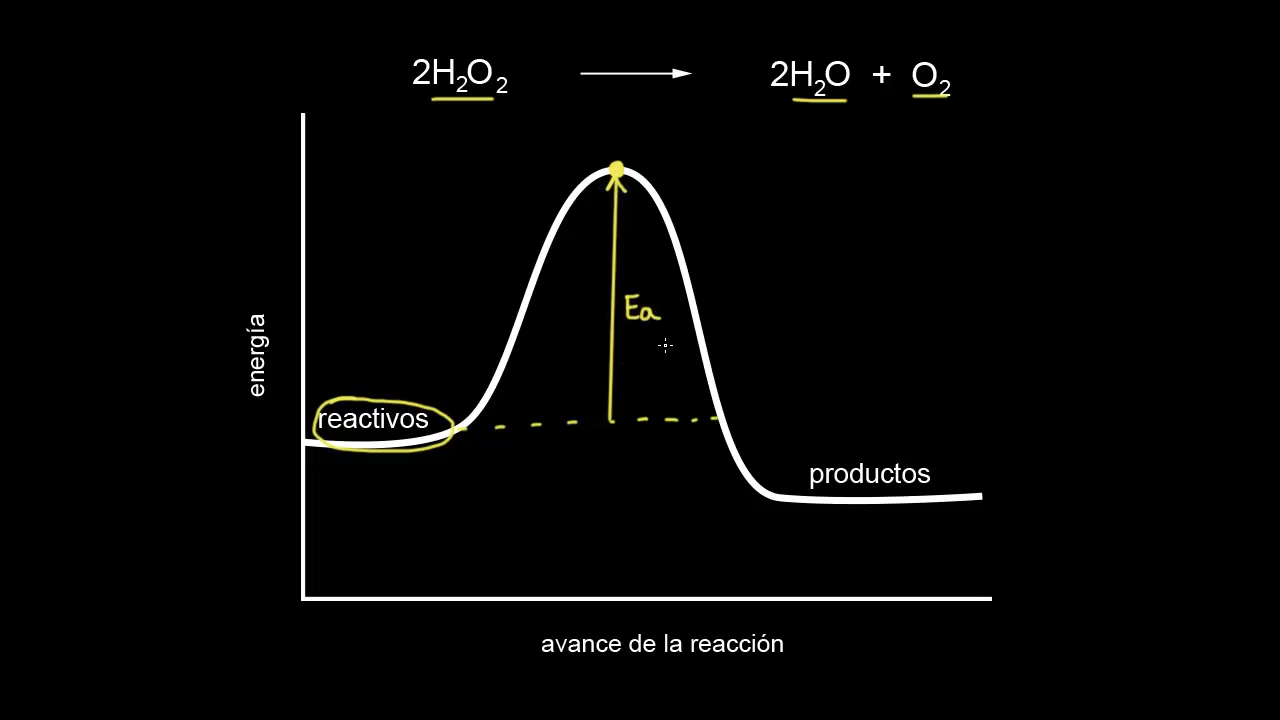 2H₂O₂ → 2H₂O + O₂
Ea
energía
reactivos
productos
avance de la reacción